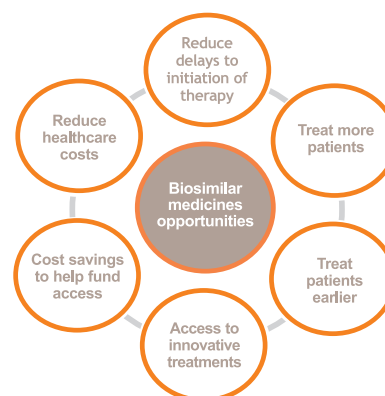 Reduce
delays to
initiation of
therapy
Treat more
patients
Treat
patients
earlier
Access to
innovative
treatments
Cost savings
to help fund
access
Reduce
healthcare
costs
Biosimilar
medicines
opportunities